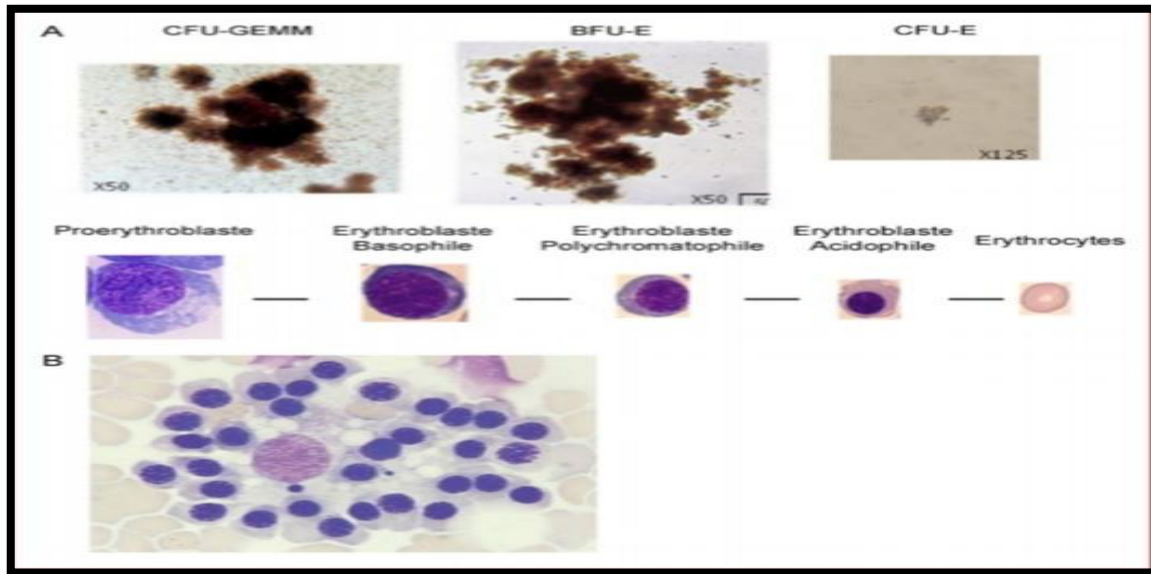 A
CFU-GEMM
BFU-E
CFU-E
X50
X50
X125
Proerythroblaste
Erythroblaste
Basophile
Erythroblaste
Polychromatophile
Erythroblaste
Acidophile
Erythrocytes
B